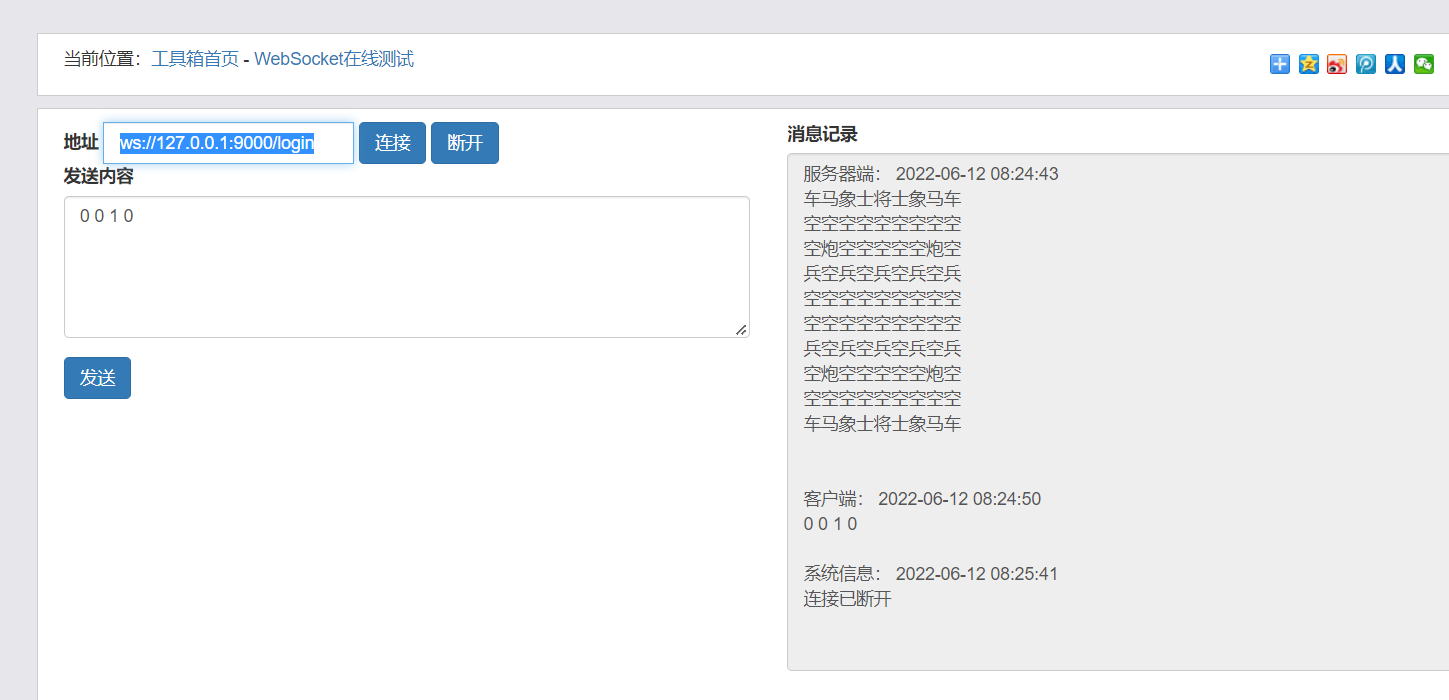 当前位置：工具箱首页 - WebSocket在线测试
地址 ws://127.0.0.1:9000/login 连接 断开
发送内容
0 0 1 0
发送
消息记录
服务器端： 2022-06-12 08:24:43
车马象士将士象马车
空空空空空空空空空
空炮空空空空空炮空
兵空兵空兵空兵空兵
空空空空空空空空空
空空空空空空空空空
兵空兵空兵空兵空兵
空炮空空空空空炮空
空空空空空空空空空
车马象士将士象马车
客户端： 2022-06-12 08:24:50
0 0 1 0
系统信息： 2022-06-12 08:25:41
连接已断开